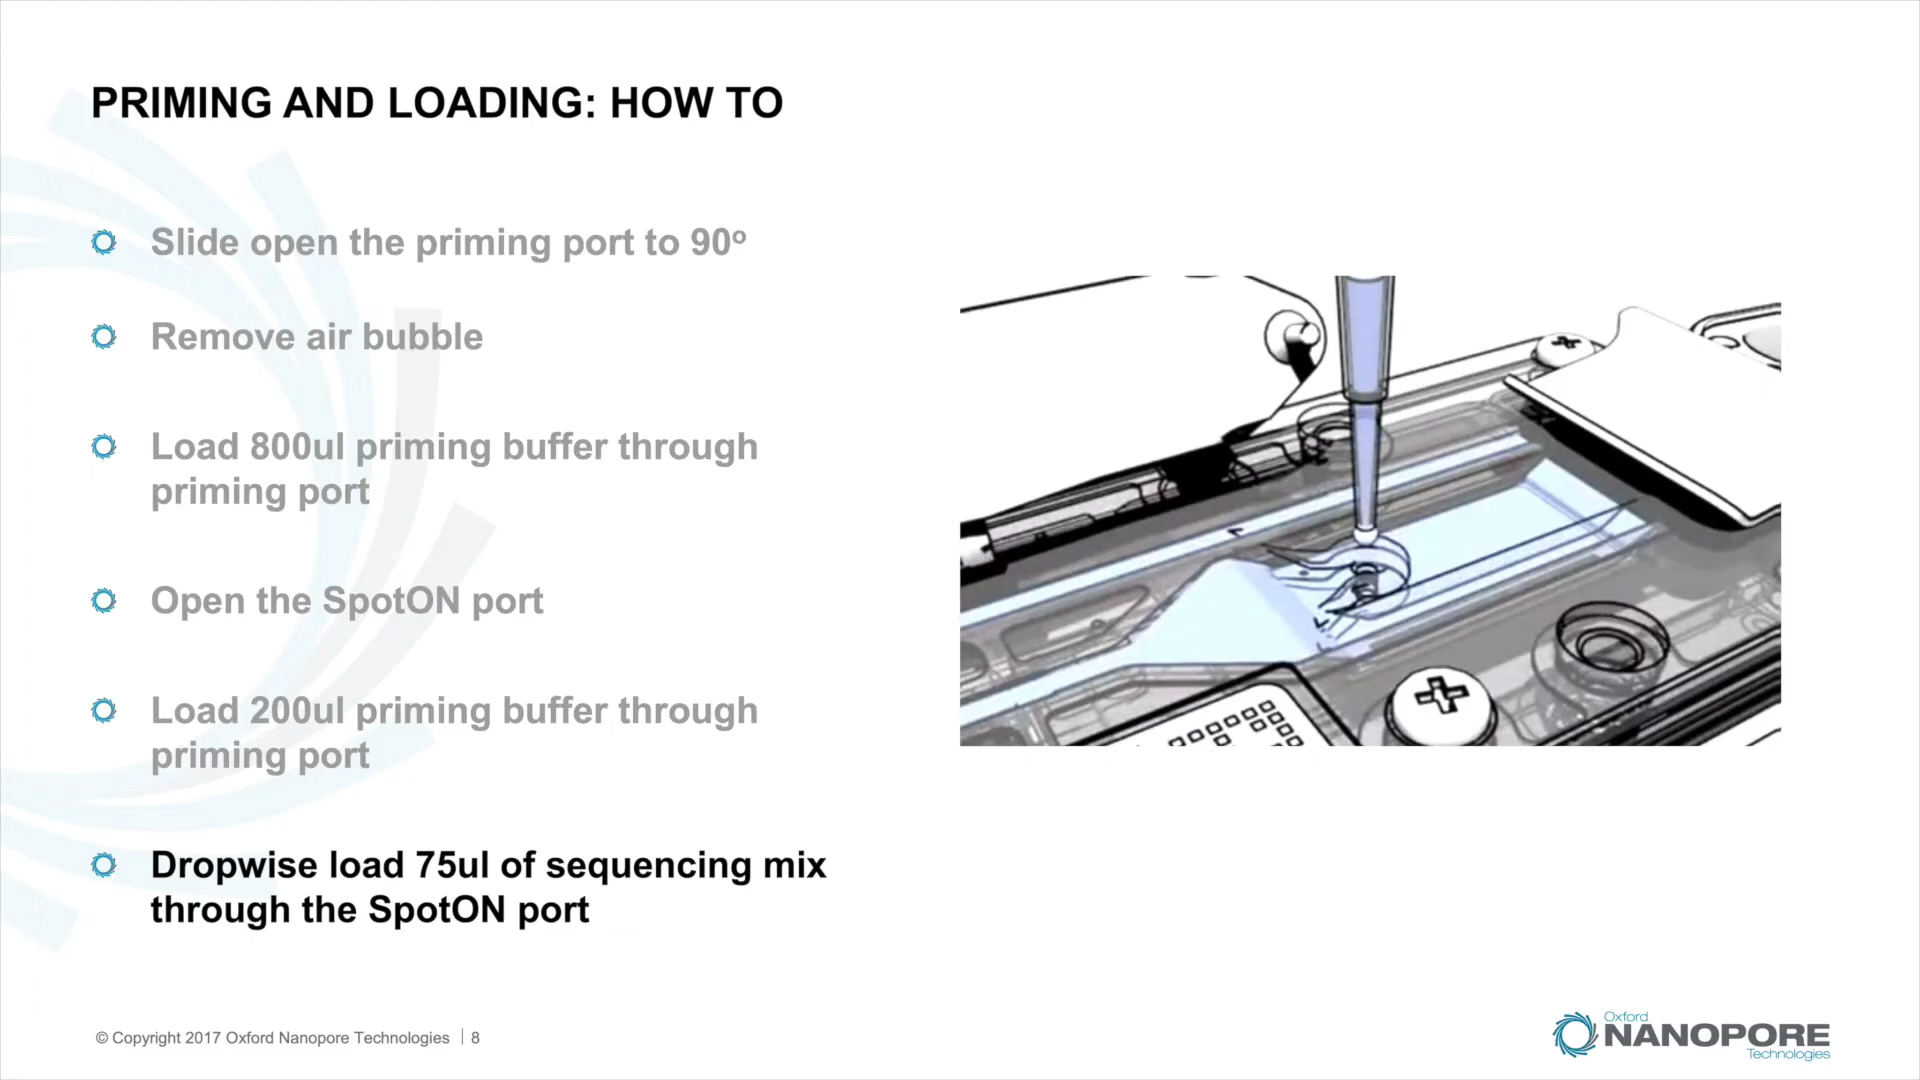 PRIMING AND LOADING: HOW TO
Slide open the priming port to 90º
Remove air bubble
Load 800ul priming buffer through
priming port
Open the SpotON port
Load 200ul priming buffer through
priming port
Dropwise load 75ul of sequencing mix
through the SpotON port
© Copyright 2017 Oxford Nanopore Technologies | 8
Oxford
NANOPORE
Technologies